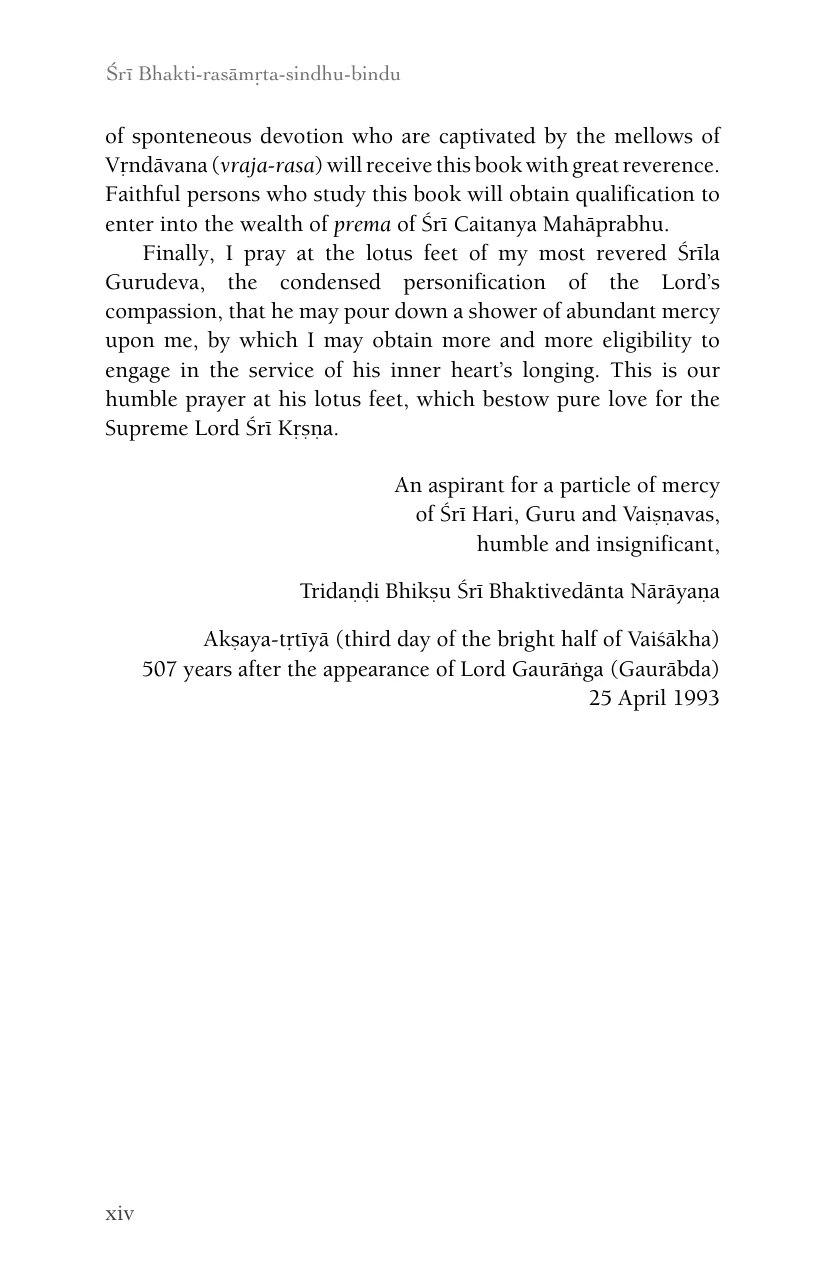 Śrī Bhakti-rasāmṛta-sindhu-bindu
of sponteneous devotion who are captivated by the mellows of
Vṛndāvana (vraja-rasa) will receive this book with great reverence.
Faithful persons who study this book will obtain qualification to
enter into the wealth of prema of Śrī Caitanya Mahāprabhu.
Finally, I pray at the lotus feet of my most revered Śrīla
Gurudeva, the condensed personification of the Lord’s
compassion, that he may pour down a shower of abundant mercy
upon me, by which I may obtain more and more eligibility to
engage in the service of his inner heart’s longing. This is our
humble prayer at his lotus feet, which bestow pure love for the
Supreme Lord Śrī Kṛṣṇa.
An aspirant for a particle of mercy
of Śrī Hari, Guru and Vaiṣṇavas,
humble and insignificant,
Tridaṇḍi Bhikṣu Śrī Bhaktivedānta Nārāyaṇa
Akṣaya-tṛtīyā (third day of the bright half of Vaiśākha)
507 years after the appearance of Lord Gaurāṅga (Gaurābda)
25 April 1993
xiv